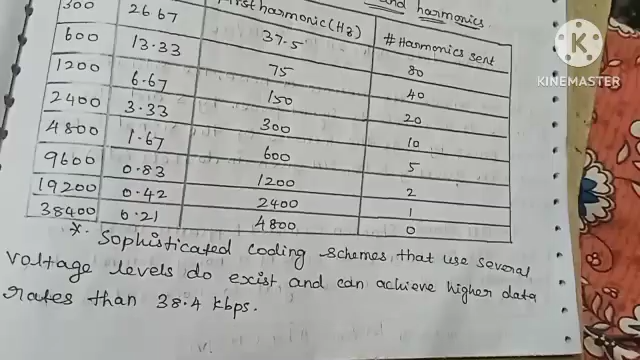 and harmonics.
300 26.67 First harmonic (Hz) # Harmonics sent
600 13.33 37.5 80
1200 6.67 75 40
2400 3.33 150 20
4800 1.67 300 10
9600 0.83 600 5
19200 0.42 1200 2
38400 0.21 2400 1
4800 0
*. Sophisticated coding schemes that use several
voltage levels do exist and can achieve higher data
rates than 38.4 kbps.
KINEMASTER